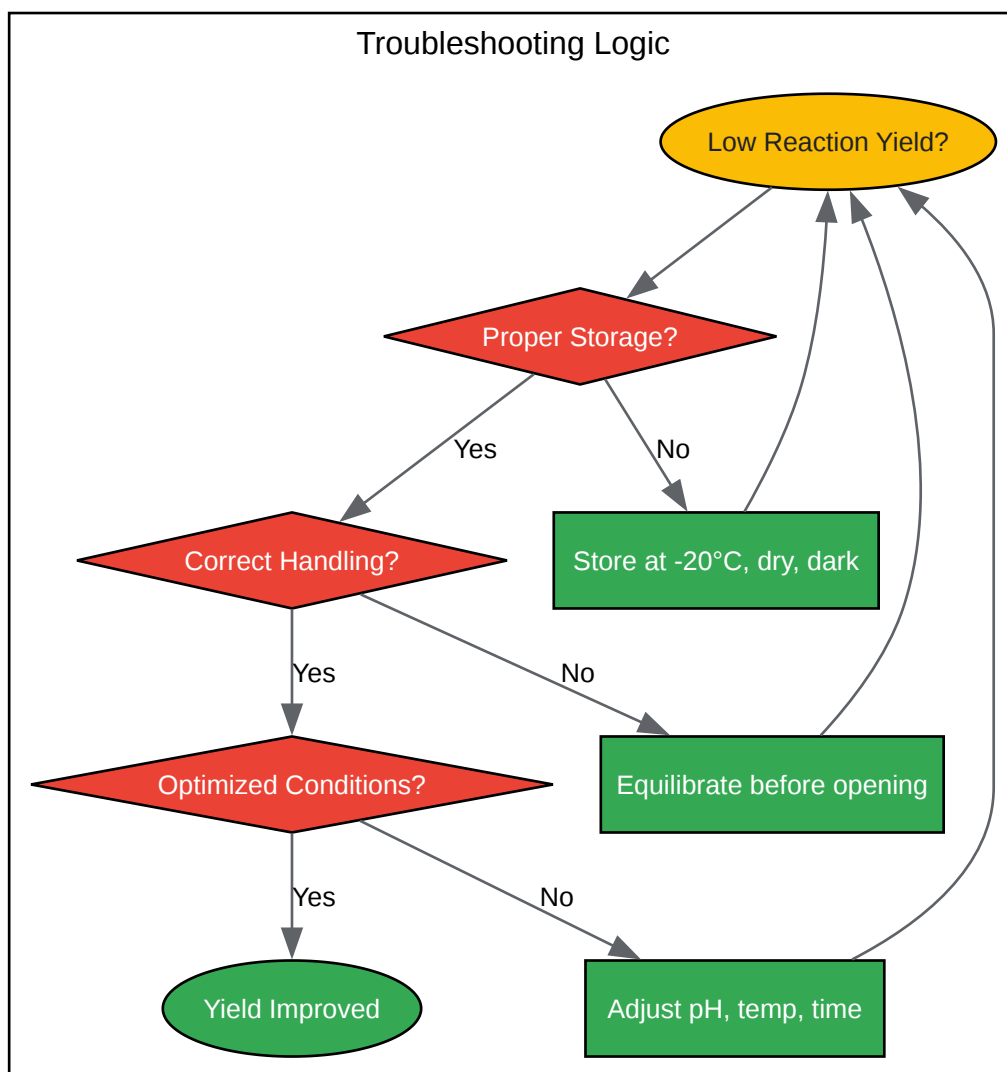 Troubleshooting Logic
Low Reaction Yield?
Proper Storage?
Yes
No
Correct Handling?
Store at -20°C, dry, dark
Yes
No
Optimized Conditions?
Equilibrate before opening
Yes
No
Yield Improved
Adjust pH, temp, time